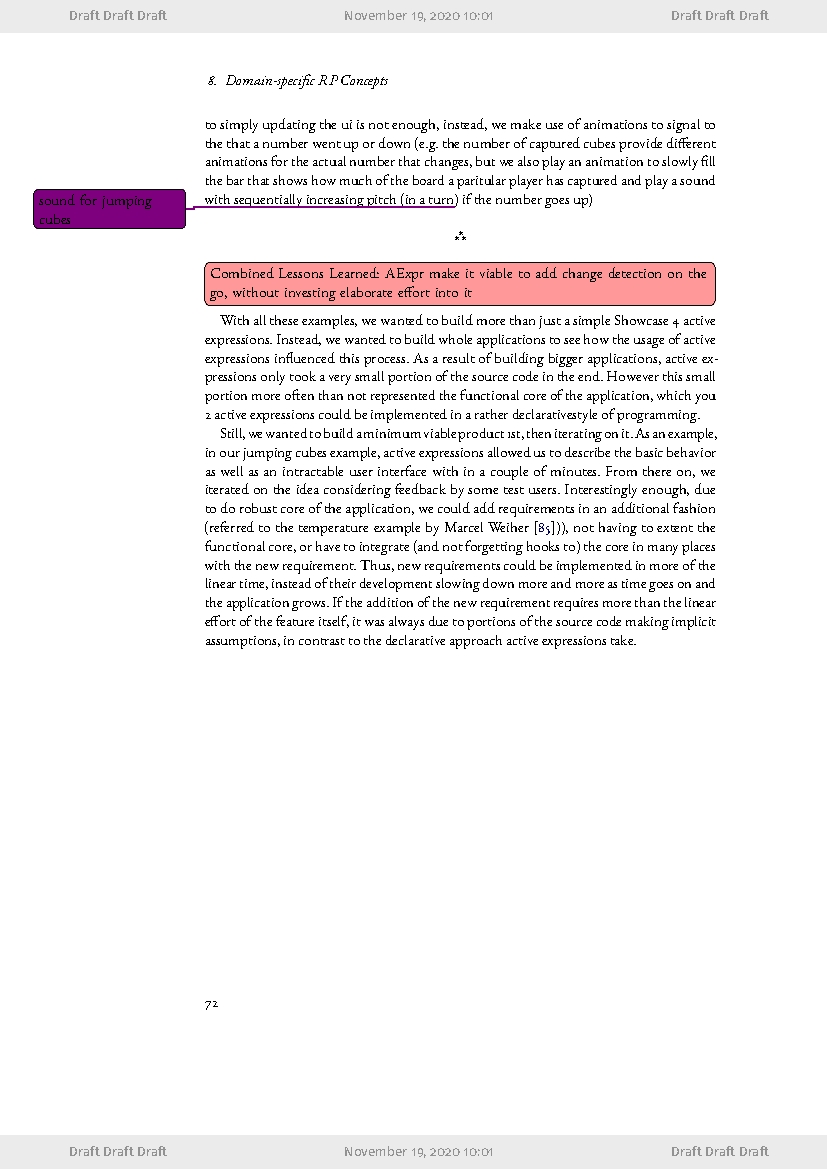 Draft Draft Draft November 19, 2020 10:01 Draft Draft Draft
8. Domain-specific RP Concepts
to simply updating the ui is not enough, instead, we make use of animations to signal to
the that a number went up or down (e.g. the number of captured cubes provide different
animations for the actual number that changes, but we also play an animation to slowly fill
the bar that shows how much of the board a paritular player has captured and play a sound
with sequentially increasing pitch (in a turn) if the number goes up)
sound for jumping
cubes
⁂
Combined Lessons Learned: AExpr make it viable to add change detection on the
go, without investing elaborate effort into it
With all these examples, we wanted to build more than just a simple Showcase 4 active
expressions. Instead, we wanted to build whole applications to see how the usage of active
expressions influenced this process. As a result of building bigger applications, active ex-
pressions only took a very small portion of the source code in the end. However this small
portion more often than not represented the functional core of the application, which you
2 active expressions could be implemented in a rather declarativestyle of programming.
Still, we wanted to build a minimum viable product 1st, then iterating on it. As an example,
in our jumping cubes example, active expressions allowed us to describe the basic behavior
as well as an intractable user interface with in a couple of minutes. From there on, we
iterated on the idea considering feedback by some test users. Interestingly enough, due
to do robust core of the application, we could add requirements in an additional fashion
(referred to the temperature example by Marcel Weiher [85])), not having to extent the
functional core, or have to integrate (and not forgetting hooks to) the core in many places
with the new requirement. Thus, new requirements could be implemented in more of the
linear time, instead of their development slowing down more and more as time goes on and
the application grows. If the addition of the new requirement requires more than the linear
effort of the feature itself, it was always due to portions of the source code making implicit
assumptions, in contrast to the declarative approach active expressions take.
72
Draft Draft Draft November 19, 2020 10:01 Draft Draft Draft